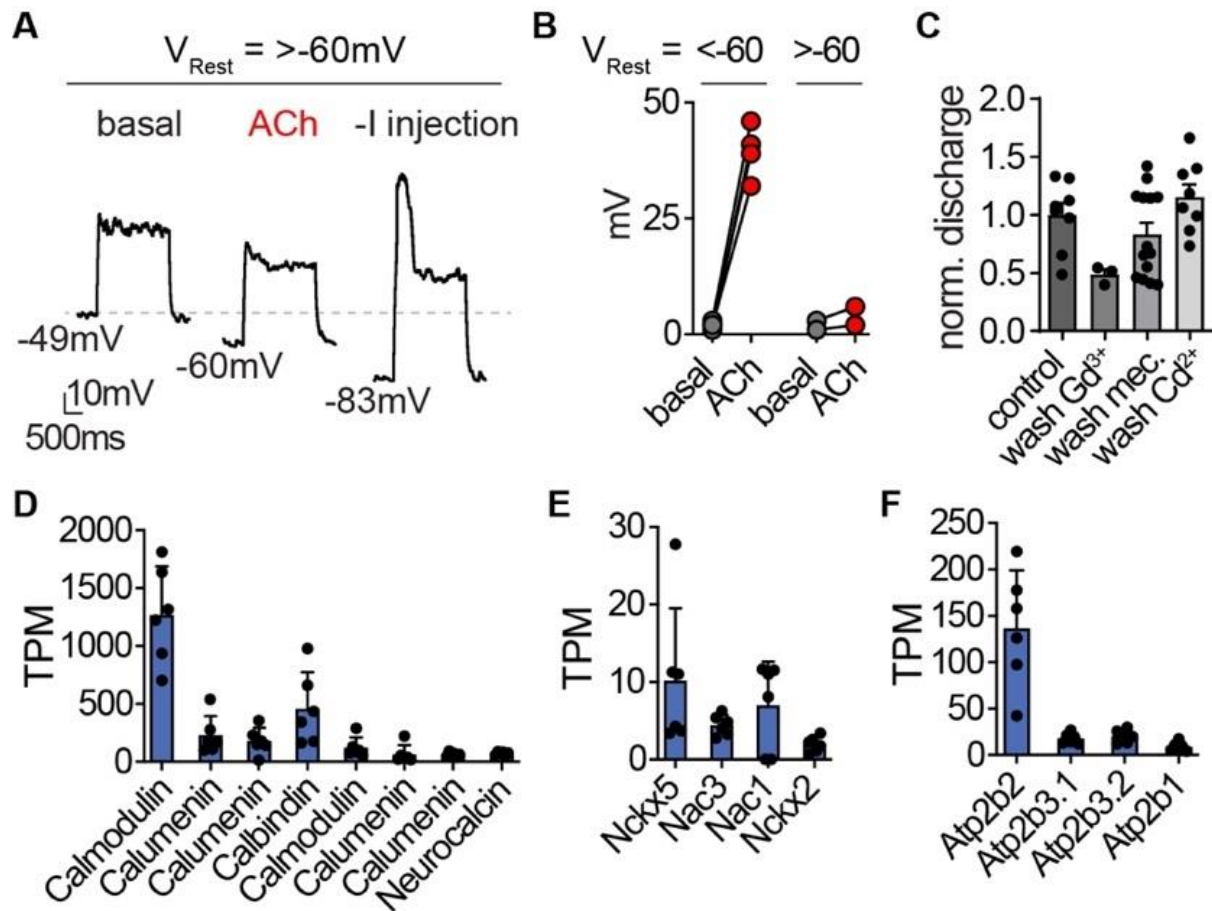 A
V_Rest = >-60mV
basal
ACh
-I injection
-49mV
-60mV
-83mV
10mV
500ms
B
V_Rest = <-60 >-60
50
25
0
mV
basal
ACh
basal
ACh
C
2.0
1.5
1.0
0.5
0.0
norm. discharge
control
wash Gd³⁺
wash mec.
wash Cd²⁺
D
2000
1500
1000
500
0
TPM
Calmodulin
Calumenin
Calumenin
Calbindin
Calmodulin
Calumenin
Calumenin
Neurocalcin
E
30
20
10
0
TPM
Nckx5
Nac3
Nac1
Nckx2
F
250
200
150
100
50
0
TPM
Atp2b2
Atp2b3.1
Atp2b3.2
Atp2b1